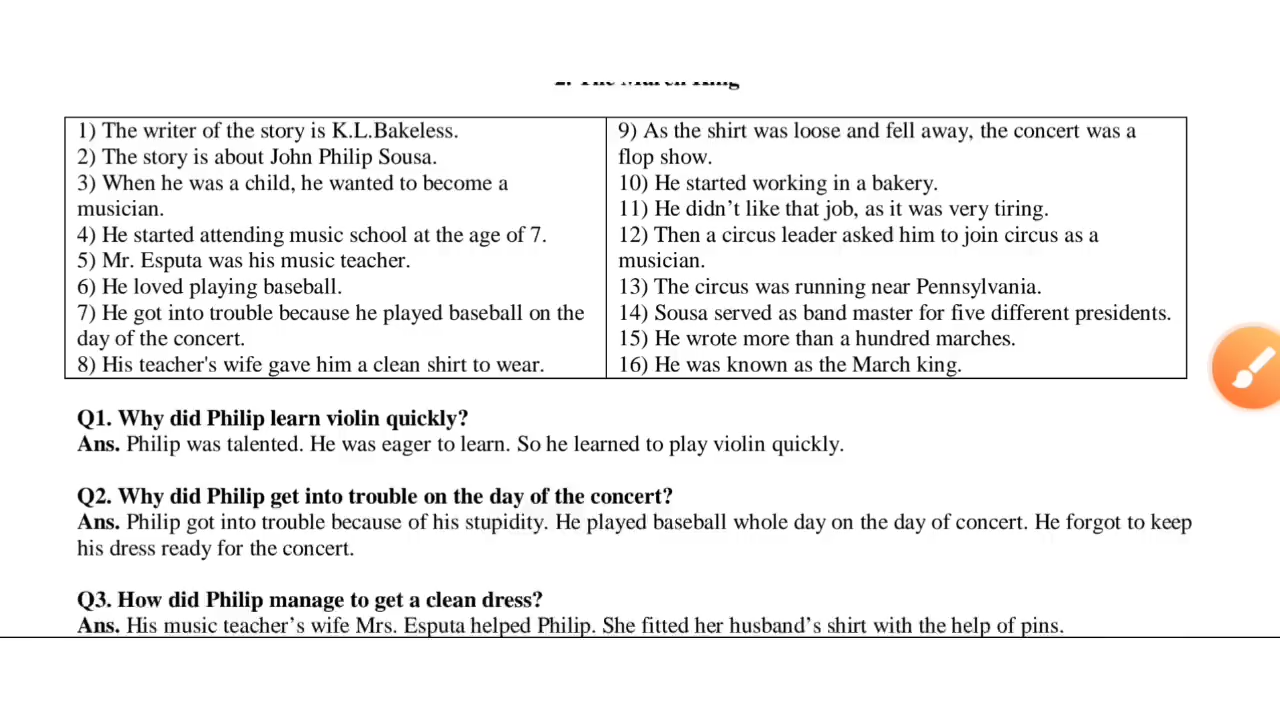 2. The March King
1) The writer of the story is K.L.Bakeless.
2) The story is about John Philip Sousa.
3) When he was a child, he wanted to become a
musician.
4) He started attending music school at the age of 7.
5) Mr. Esputa was his music teacher.
6) He loved playing baseball.
7) He got into trouble because he played baseball on the
day of the concert.
8) His teacher's wife gave him a clean shirt to wear.
9) As the shirt was loose and fell away, the concert was a
flop show.
10) He started working in a bakery.
11) He didn’t like that job, as it was very tiring.
12) Then a circus leader asked him to join circus as a
musician.
13) The circus was running near Pennsylvania.
14) Sousa served as band master for five different presidents.
15) He wrote more than a hundred marches.
16) He was known as the March king.
Q1. Why did Philip learn violin quickly?
Ans. Philip was talented. He was eager to learn. So he learned to play violin quickly.
Q2. Why did Philip get into trouble on the day of the concert?
Ans. Philip got into trouble because of his stupidity. He played baseball whole day on the day of concert. He forgot to keep
his dress ready for the concert.
Q3. How did Philip manage to get a clean dress?
Ans. His music teacher’s wife Mrs. Esputa helped Philip. She fitted her husband’s shirt with the help of pins.